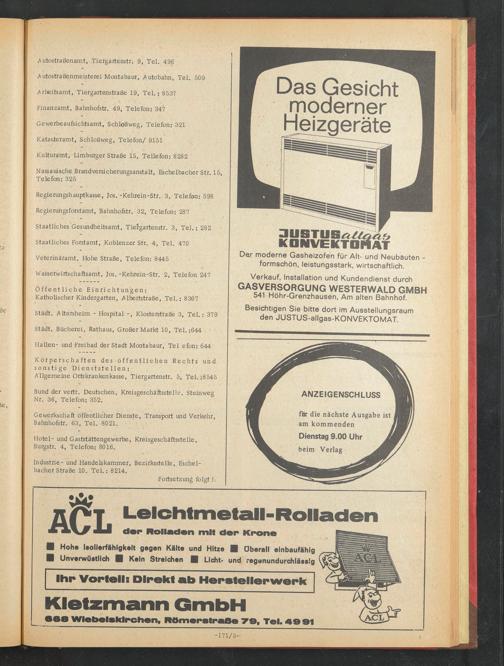 Autostraßenamt, Tiergartenstr. 9, Tel. 496
Autostraßenmeisterei Montabaur, Autobahn, Tel. 509
Arbeitsamt, Tiergartenstraße 19, Tel.: 8537
Finanzamt, Bahnhofstr. 49, Telefon: 347
Gewerbeaufsichtsamt, Schloßweg, Telefon: 321
Katasteramt, Schloßweg, Telefon/ 8151
Kulturamt, Limburger Straße 15, Telefon: 8282
Nassauische Brandversicherungsanstalt, Eschelbacher Str. 15,
Telefon: 325
Regierungshauptkasse, Jos.-Kehrein-Str. 3, Telefon: 598
Regierungsforstamt, Bahnhofstr. 32, Telefon: 287
Staatliches Gesundheitsamt, Tiefgartenstr. 3, Tel.: 282
Staatliches Forstamt, Koblenzer Str. 4, Tel. 479
Veterinäramt, Hohe Straße, Telefon: 8445
Wasserwirtschaftsamt, Jos.-Kehrein-Str. 2, Telefon 247
------
Öffentliche Einrichtungen:
Katholischer Kindergarten, Albertstraße, Tel.: 8307
Städt. Altenheim - Hospital -, Klosterstraße 3, Tel.: 379
Städt. Bücherei, Rathaus, Großer Markt 10, Tel.:644
Hallen- und Freibad der Stadt Montabaur, Tel efon: 644
-----
Körperschaften des öffentlichen Rechts und
sonstige Dienststellen:
Allgemeine Ortskrankenkasse, Tiergartenstr. 5, Tel.:8545
Bund der vertr. Deutschen, Kreisgeschäftsstelle, Steinweg
Nr. 36, Telefon: 352.
Gewerkschaft öffentlicher Dienste, Transport und Verkehr,
Bahnhofstr. 63, Tel. 8021.
Hotel- und Gaststättengewerbe, Kreisgeschäftsstelle,
Burgstr. 4, Telefon: 8016.
Industrie- und Handelskammer, Bezirksstelle, Eschel-
bacher Straße 10. Tel.: 8214.
Fortsetzung folgt!.
Das Gesicht
moderner
Heizgeräte
JUSTUS allgas
KONVEKTOMAT
Der moderne Gasheizofen für Alt- und Neubauten -
formschön, leistungsstark, wirtschaftlich.
Verkauf, Installation und Kundendienst durch
GASVERSORGUNG WESTERWALD GMBH
541 Höhr-Grenzhausen, Am alten Bahnhof.
Besichtigen Sie bitte dort im Ausstellungsraum
den JUSTUS-allgas-KONVEKTOMAT.
ANZEIGENSCHLUSS
für die nächste Ausgabe ist
am kommenden
Dienstag 9.00 Uhr
beim Verlag
ACL Leichtmetall-Rolladen
der Rolladen mit der Krone
Hohe Isolierfähigkeit gegen Kälte und Hitze Überall einbaufähig
Unverwüstlich Kein Streichen Licht- und regenundurchlässig
Ihr Vorteil: Direkt ab Herstellerwerk
Kletzmann GmbH
668 Wiebelskirchen, Römerstraße 79, Tel. 49 91
ACL
ACL
-171/5-